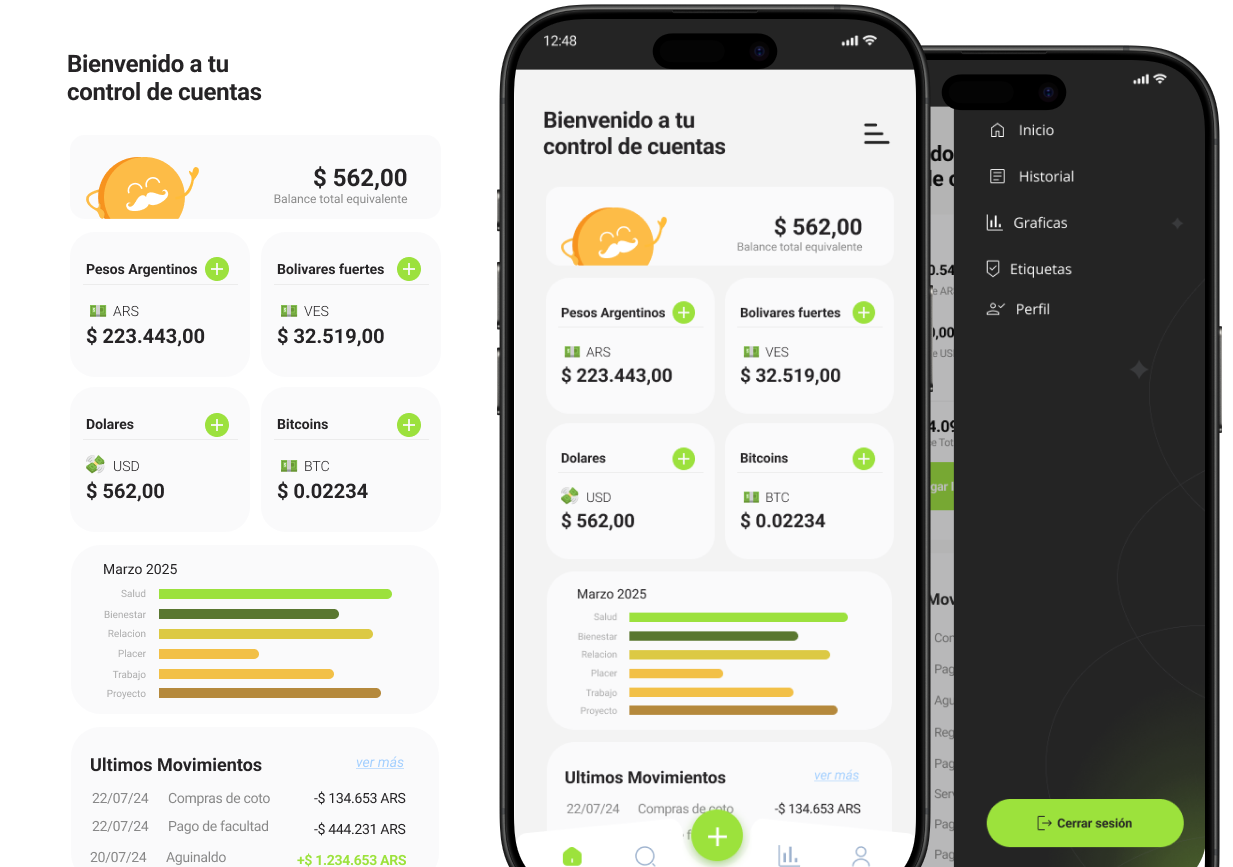 Bienvenido a tu
control de cuentas
$ 562,00
Balance total equivalente
Pesos Argentinos
ARS
$ 223.443,00
Bolivares fuertes
VES
$ 32.519,00
Dolares
USD
$ 562,00
Bitcoins
BTC
$ 0.02234
Marzo 2025
Salud
Bienestar
Relacion
Placer
Trabajo
Proyecto
Ultimos Movimientos
ver más
22/07/24 Compras de coto -$ 134.653 ARS
22/07/24 Pago de facultad -$ 444.231 ARS
20/07/24 Aguinaldo +$ 1.234.653 ARS
12:48
Bienvenido a tu
control de cuentas
$ 562,00
Balance total equivalente
Pesos Argentinos
ARS
$ 223.443,00
Bolivares fuertes
VES
$ 32.519,00
Dolares
USD
$ 562,00
Bitcoins
BTC
$ 0.02234
Marzo 2025
Salud
Bienestar
Relacion
Placer
Trabajo
Proyecto
Ultimos Movimientos
ver más
22/07/24 Compras de coto -$ 134.653 ARS
Inicio
Historial
Graficas
Etiquetas
Perfil
Cerrar sesión